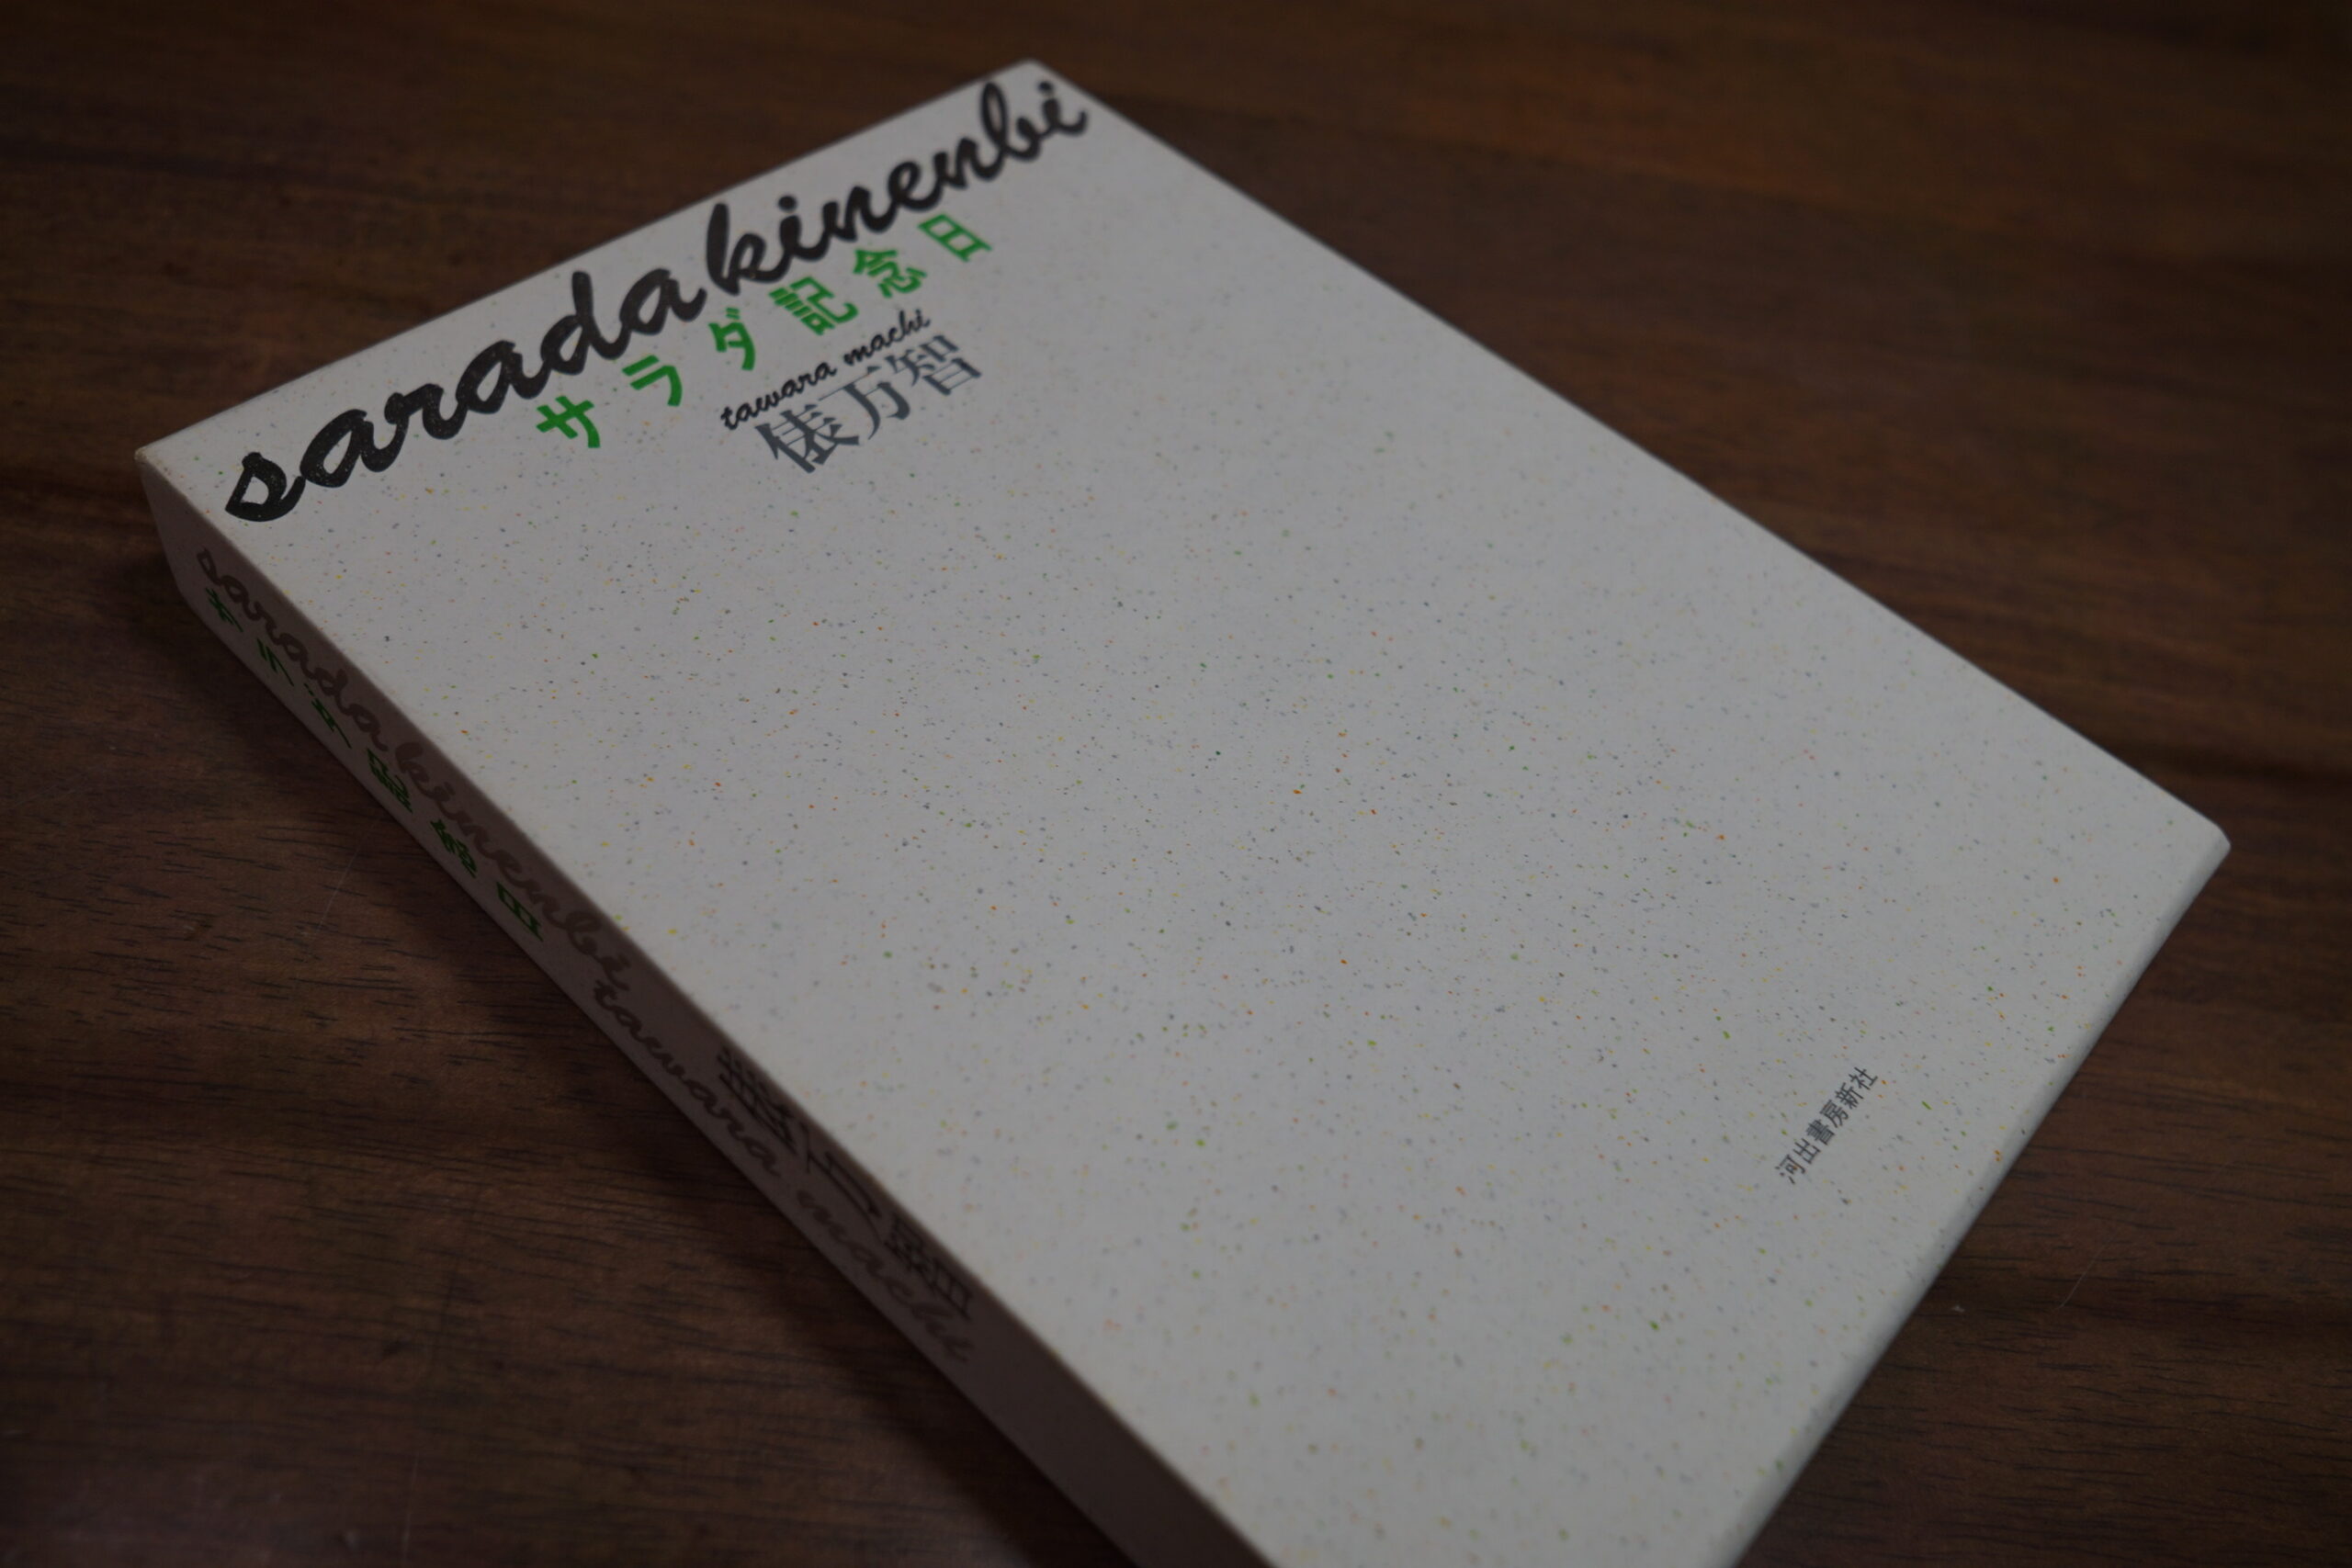 sarada kinenbi
サラダ記念日
tawara machi
俵万智
河出書房新社
sarada kinenbi
サラダ記念日
俵万智
tawara machi